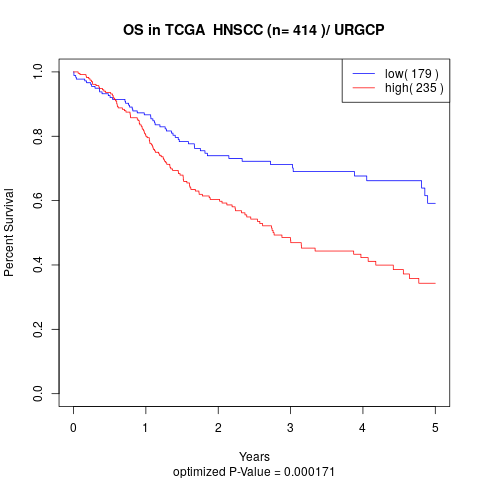 OS in TCGA  HNSCC (n= 414 )/ URGCP
low( 179 )
high( 235 )
Percent Survival
1.0
0.8
0.6
0.4
0.2
0.0
0 1 2 3 4 5
Years
optimized P-Value = 0.000171